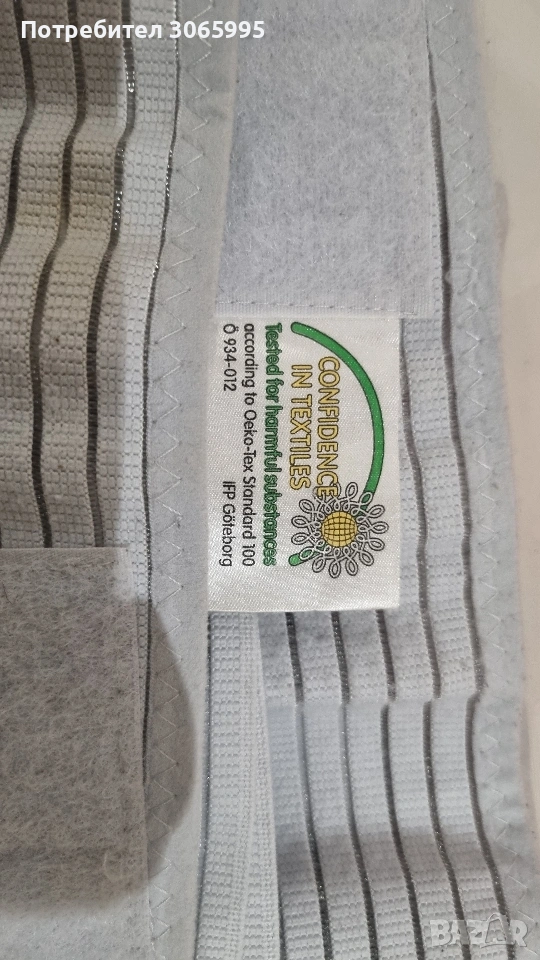 Потребител 3065995
CONFIDENCE
IN TEXTILES
Tested for harmful substances
according to Oeko-Tex Standard 100
Ö 934-012
IFP Göteborg
BAZAR